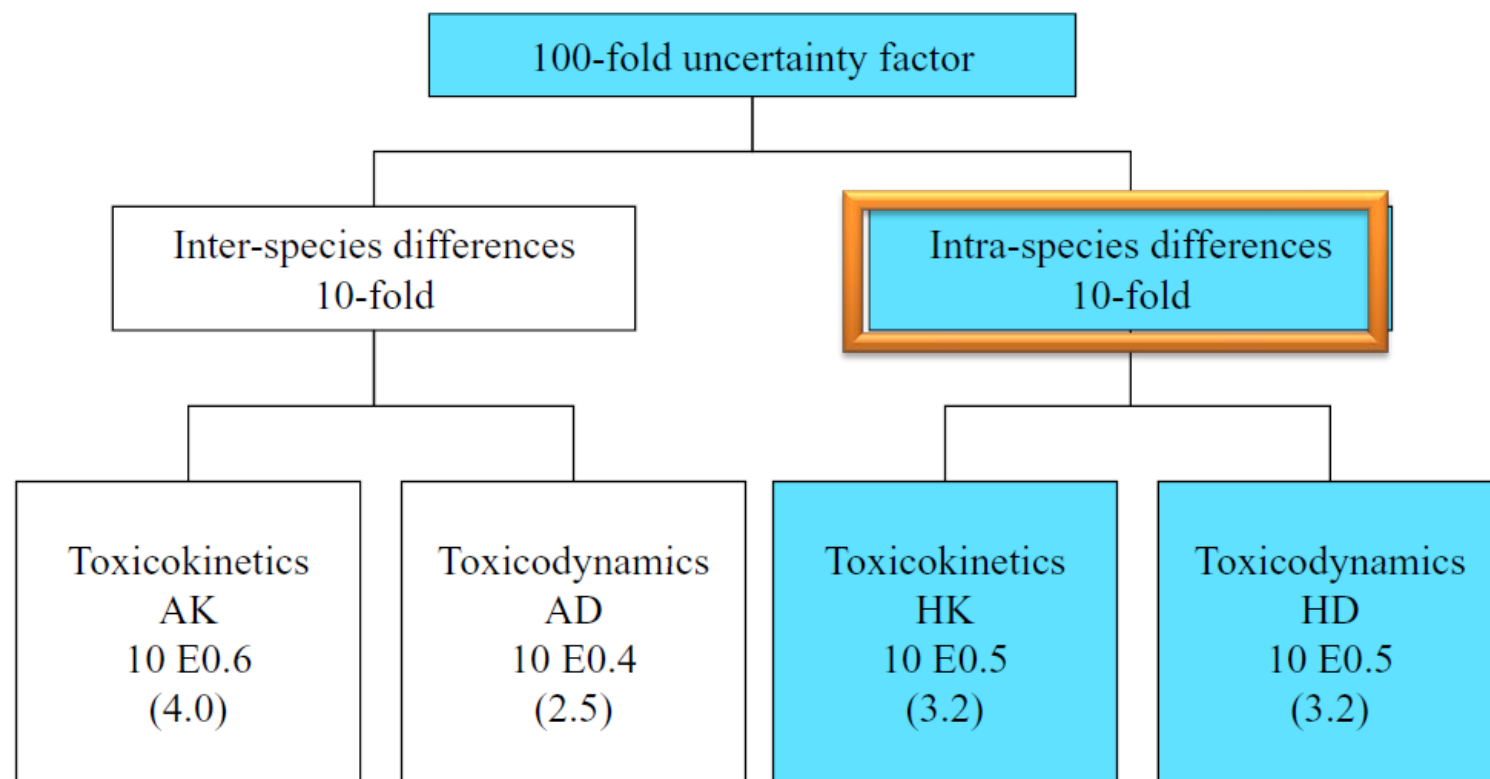 100-fold uncertainty factor
Inter-species differences
10-fold
Intra-species differences
10-fold
Toxicokinetics
AK
10 E0.6
(4.0)
Toxicodynamics
AD
10 E0.4
(2.5)
Toxicokinetics
HK
10 E0.5
(3.2)
Toxicodynamics
HD
10 E0.5
(3.2)